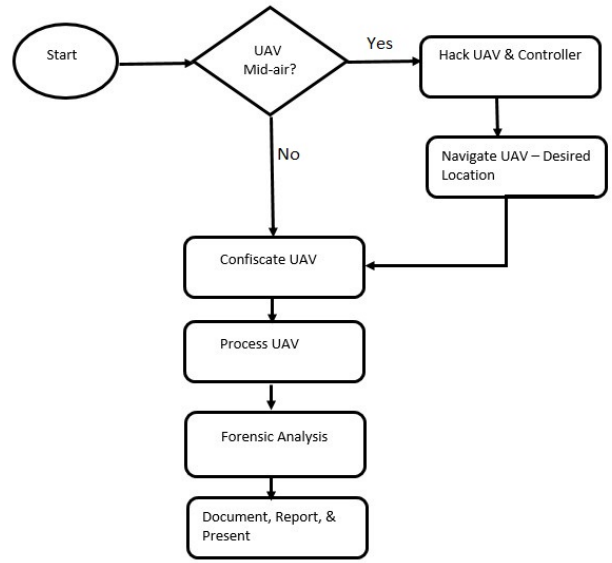 Start
UAV
Mid-air?
Yes
Hack UAV & Controller
Navigate UAV – Desired
Location
No
Confiscate UAV
Process UAV
Forensic Analysis
Document, Report, &
Present